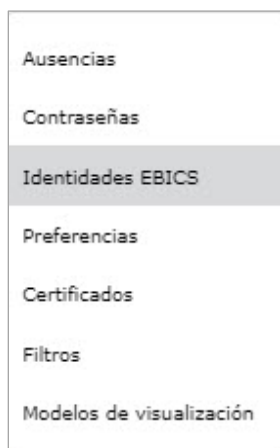 Ausencias
Contraseñas
Identidades EBICS
Preferencias
Certificados
Filtros
Modelos de visualización